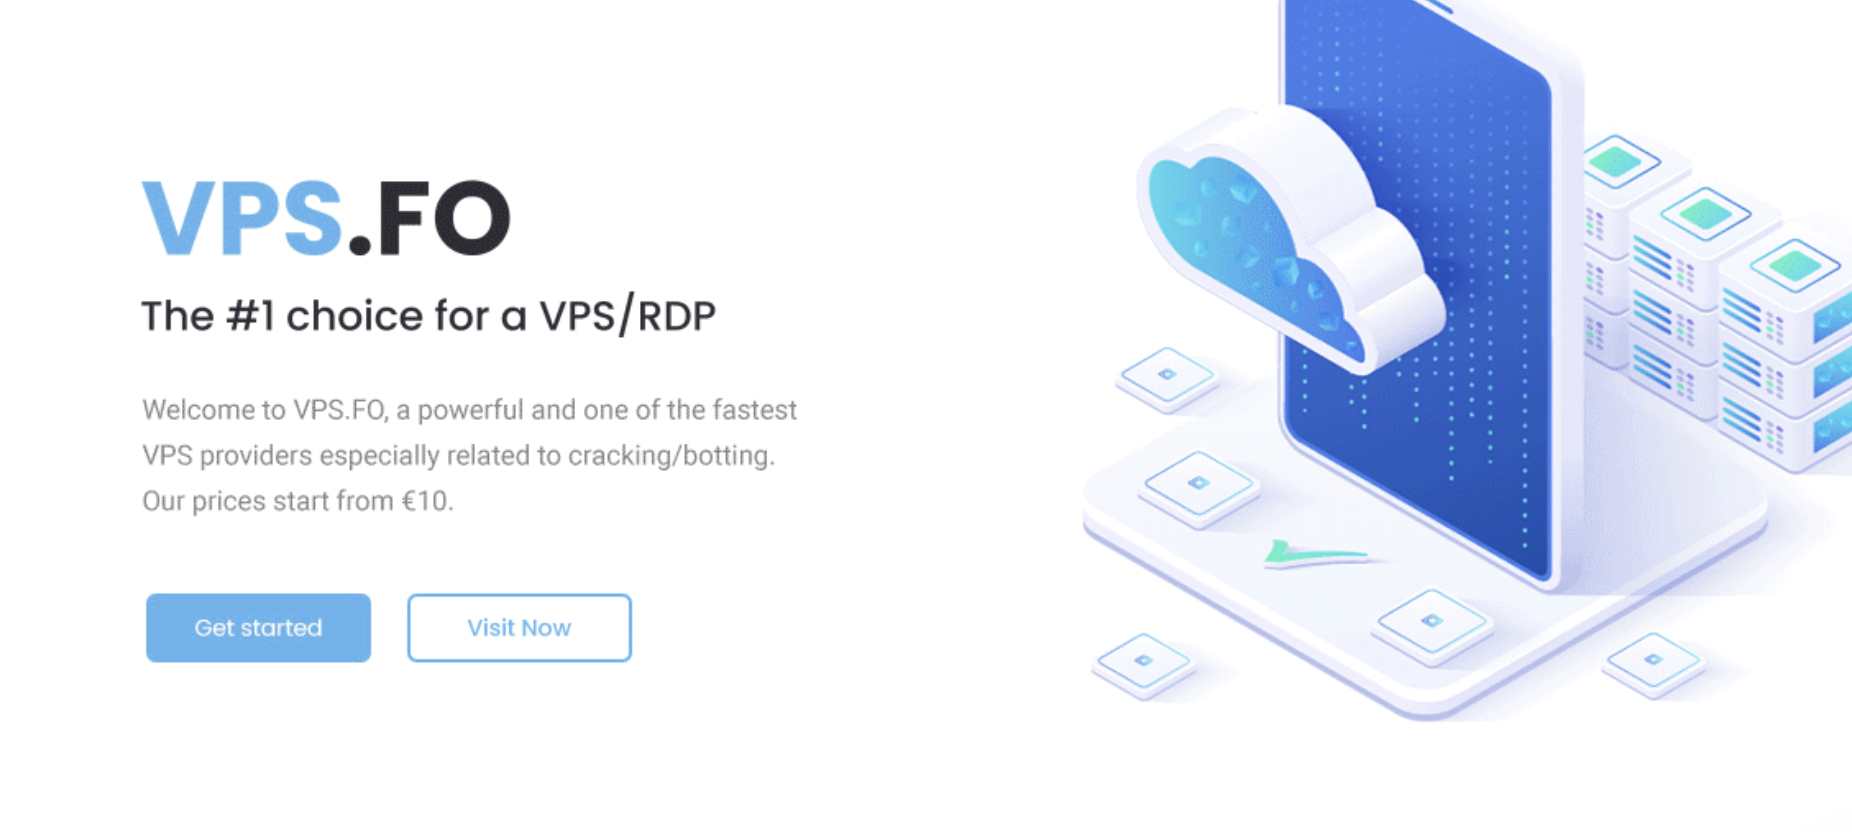 VPS.FO
The #1 choice for a VPS/RDP
Welcome to VPS.FO, a powerful and one of the fastest
VPS providers especially related to cracking/botting.
Our prices start from €10.
Get started
Visit Now